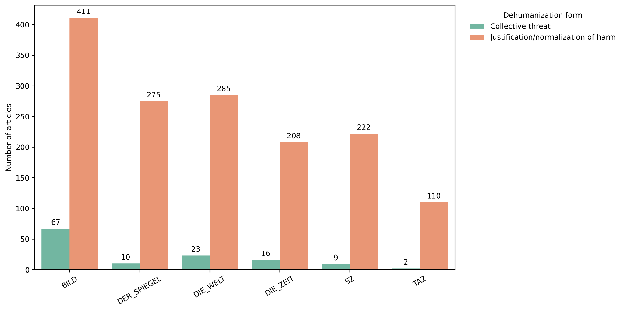 Dehumanization form
Collective threat
Justification/normalization of harm
Number of articles
400
350
300
250
200
150
100
50
0
411
275
285
208
222
110
67
10
23
16
9
2
BILD
DER_SPIEGEL
DIE_WELT
DIE_ZEIT
SZ
TAZ